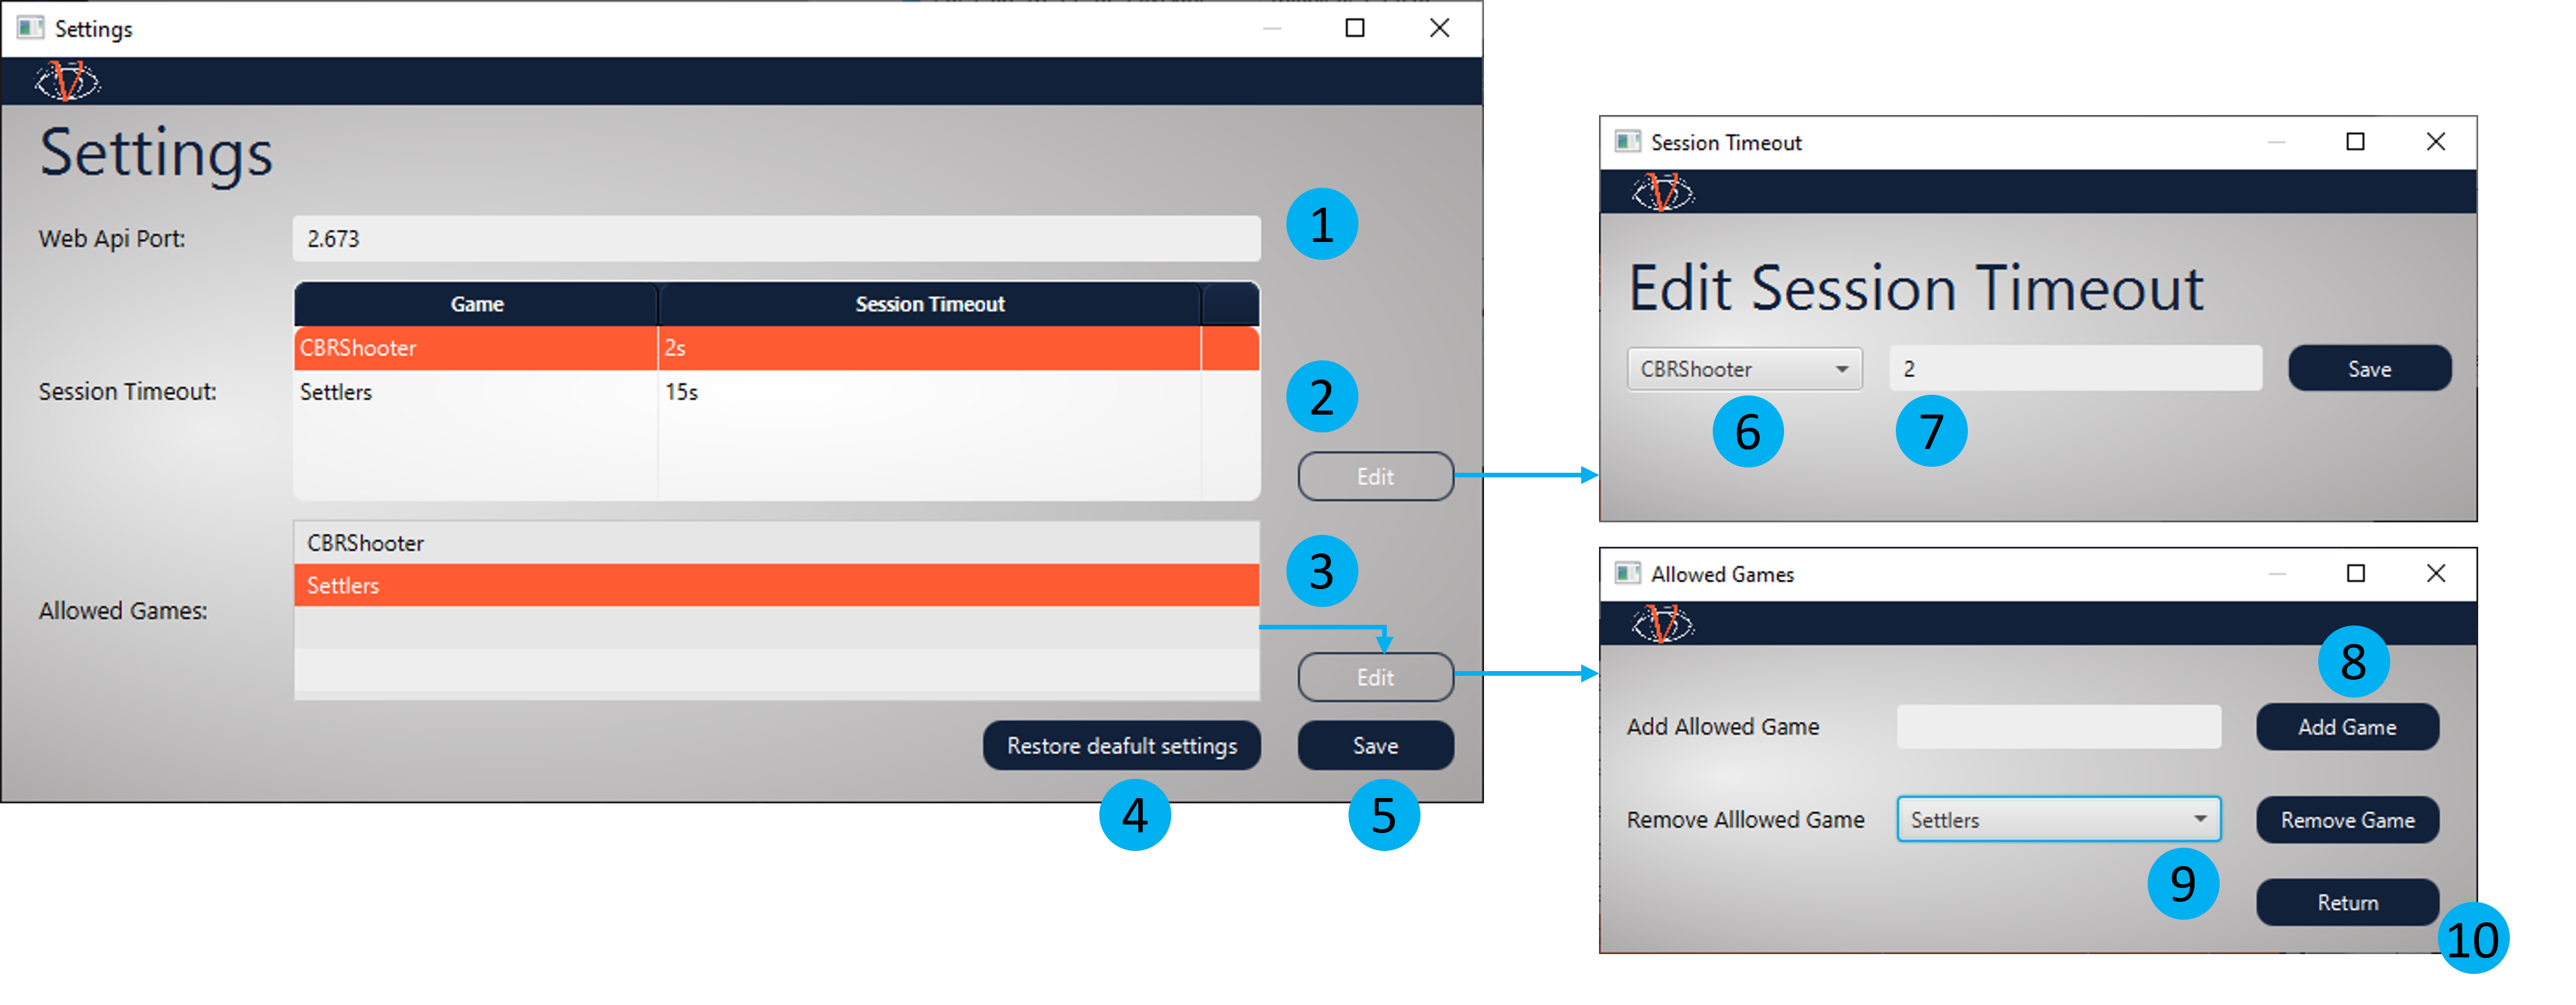 Settings
Settings
Web Api Port:
2.673
1
Game
Session Timeout
CBRShooter
2s
Session Timeout:
Settlers
15s
2
Edit
CBRShooter
Settlers
3
Allowed Games:
Edit
Restore deafult settings
Save
4
5
Session Timeout
Edit Session Timeout
CBRShooter
2
Save
6
7
Allowed Games
8
Add Allowed Game
Add Game
Remove Alllowed Game
Settlers
Remove Game
9
Return
10